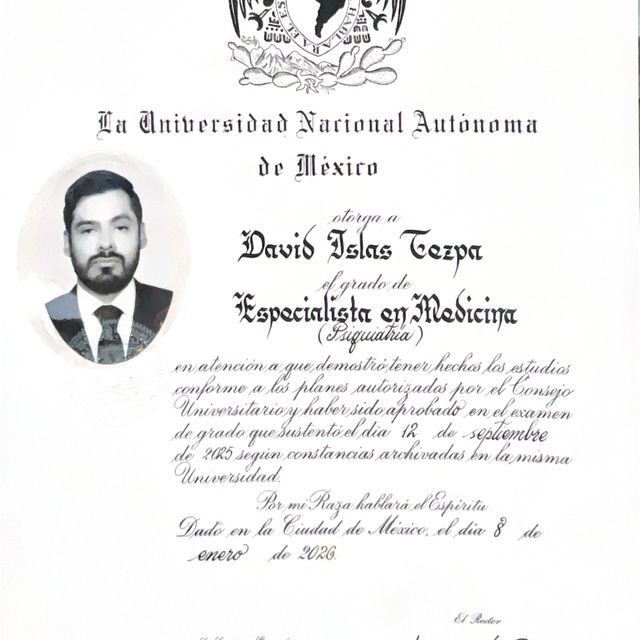 HABLARA EL ES
La Universidad Nacional Autónoma
de México
otorga a
David Islas Tezpa
el grado de
Especialista en Medicina
(Psiquiatría)
en atención a que demostró tener hechos los estudios
conforme a los planes autorizados por el Consejo
Universitario y haber sido aprobado en el examen
de grado que sustentó el día 12 de septiembre
de 2025 según constancias archivadas en la misma
Universidad.
Por mi Raza hablará el Espíritu
Dado en la Ciudad de México, el día 8 de
enero de 2026.
El Rector